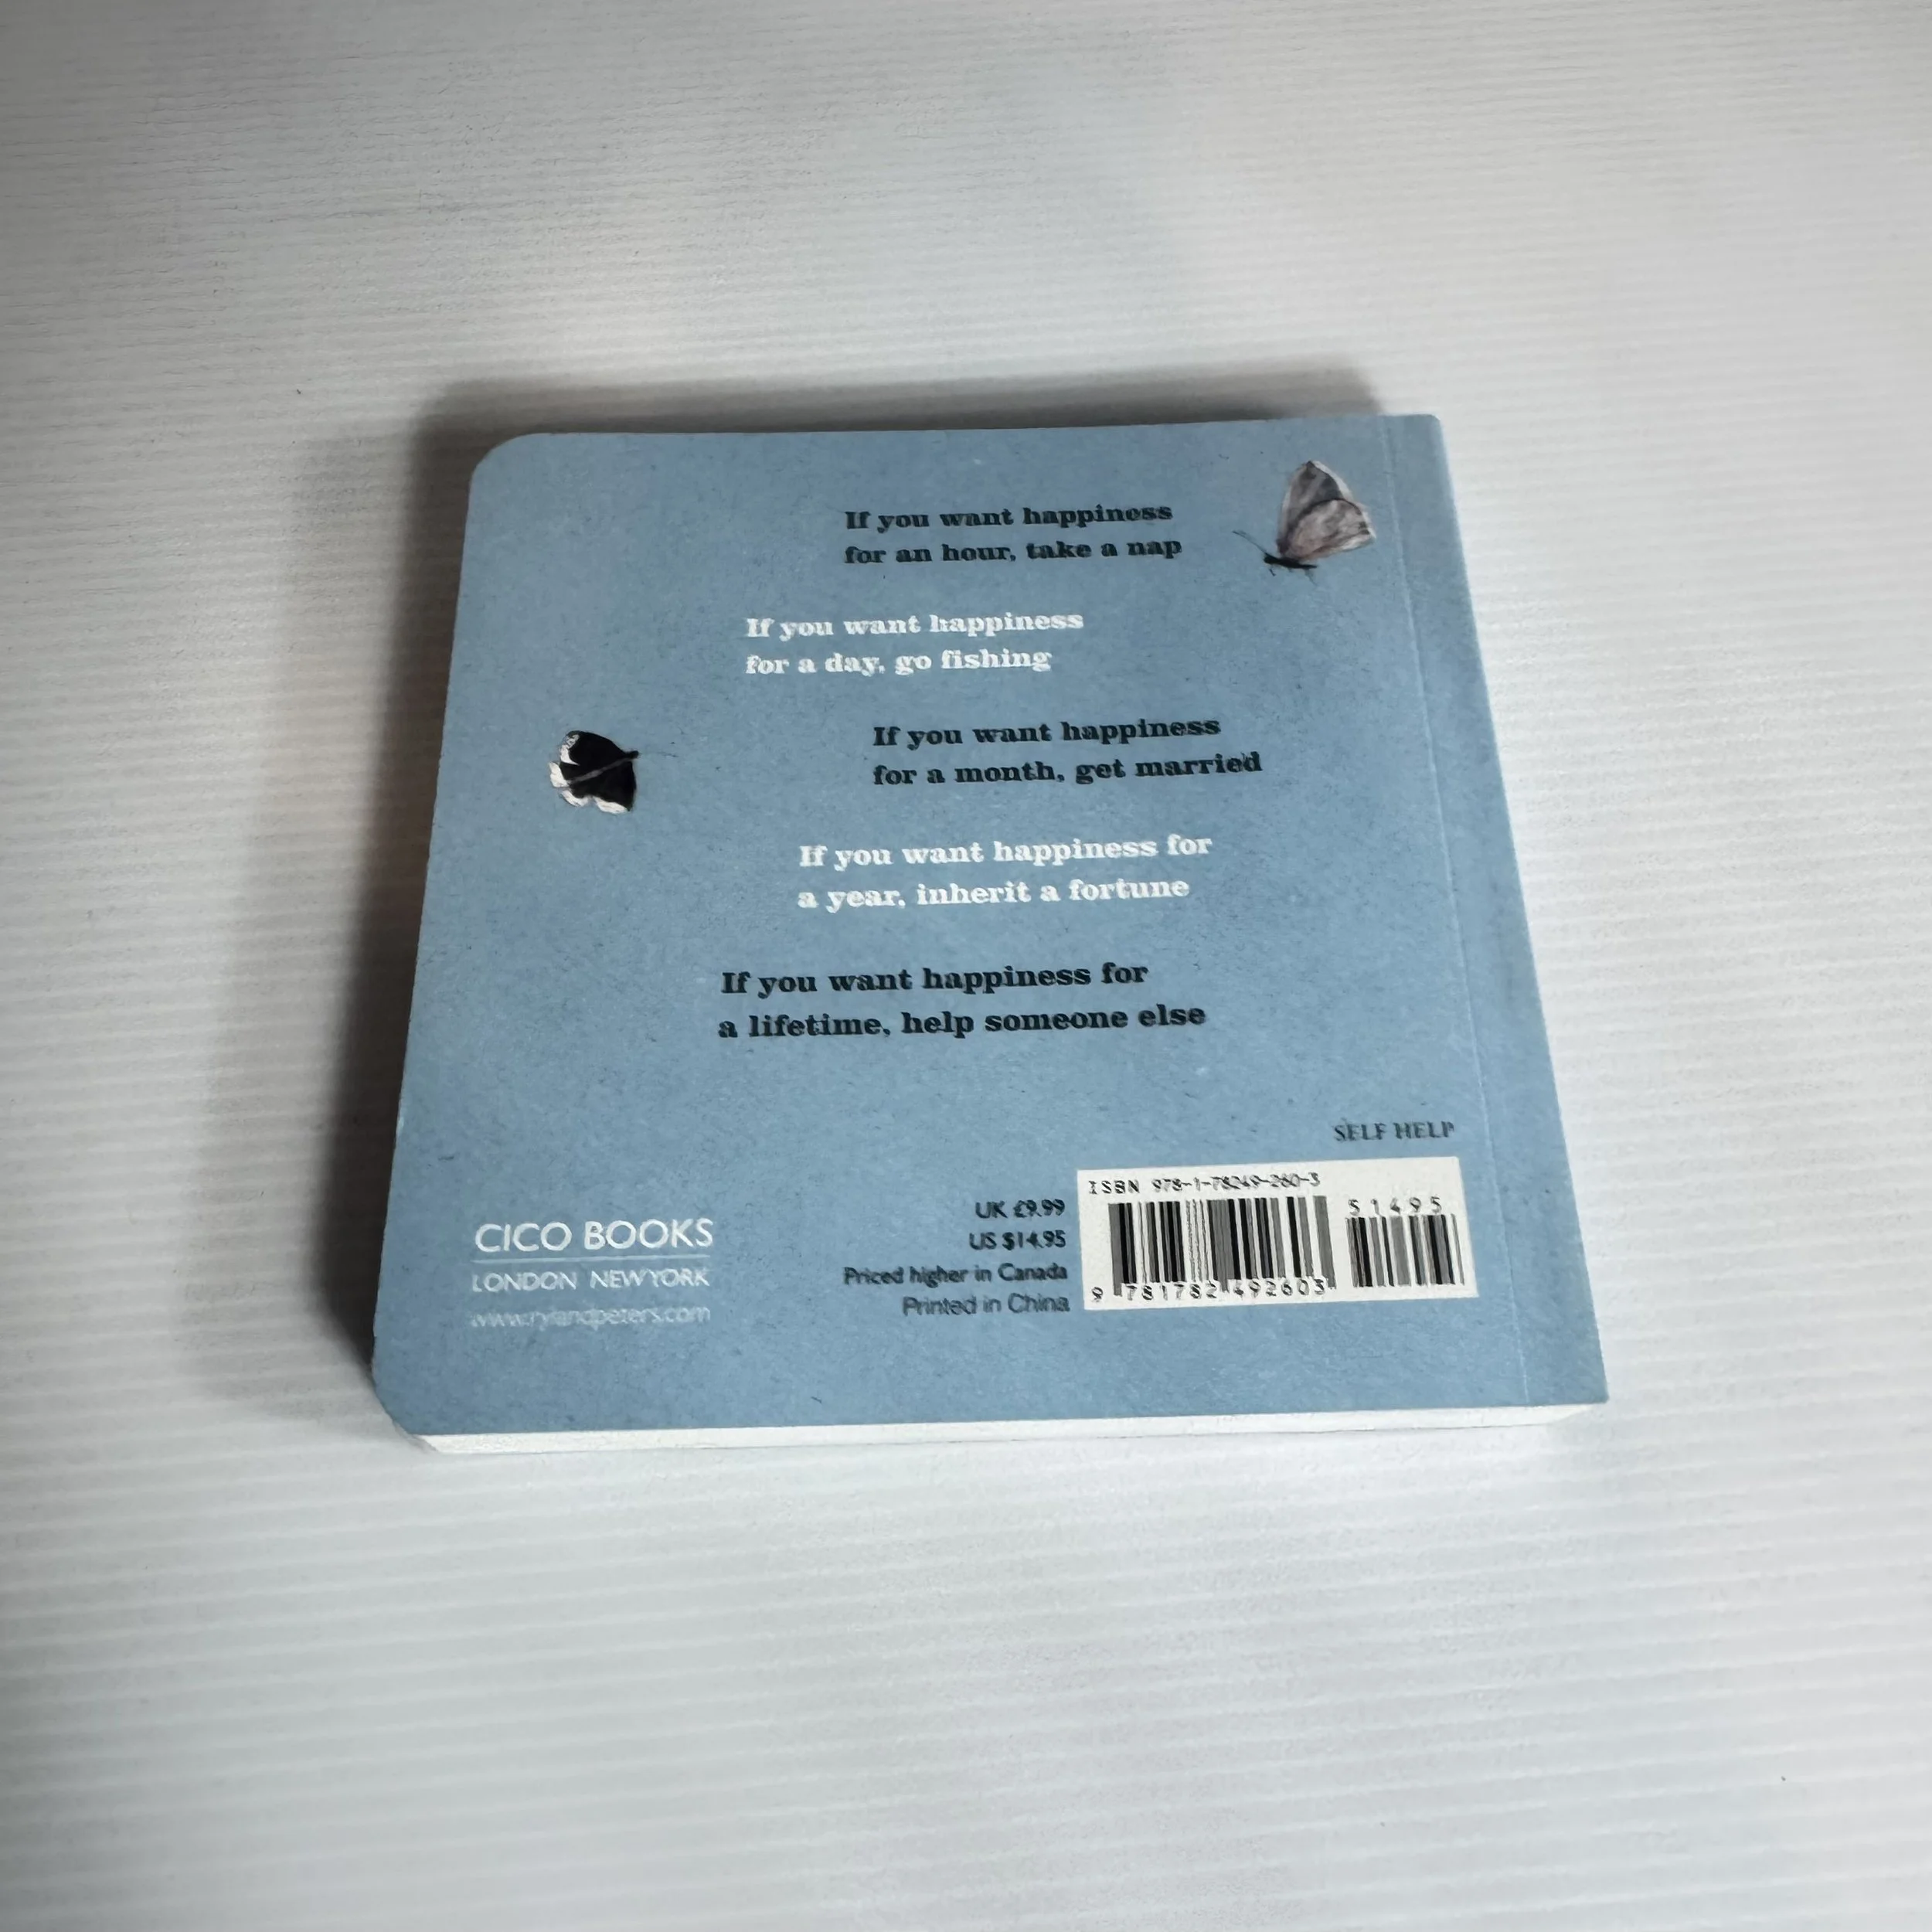 If you want happiness
for an hour, take a nap
If you want happiness
for a day, go fishing
If you want happiness
for a month, get married
If you want happiness for
a year, inherit a fortune
If you want happiness for
a lifetime, help someone else
SELF HELP
CICO BOOKS
LONDON NEW YORK
www.rylandpeters.com
UK £9.99
US $14.95
Priced higher in Canada
Printed in China
ISBN 978-1-78249-260-3
51495
9 781782 492603